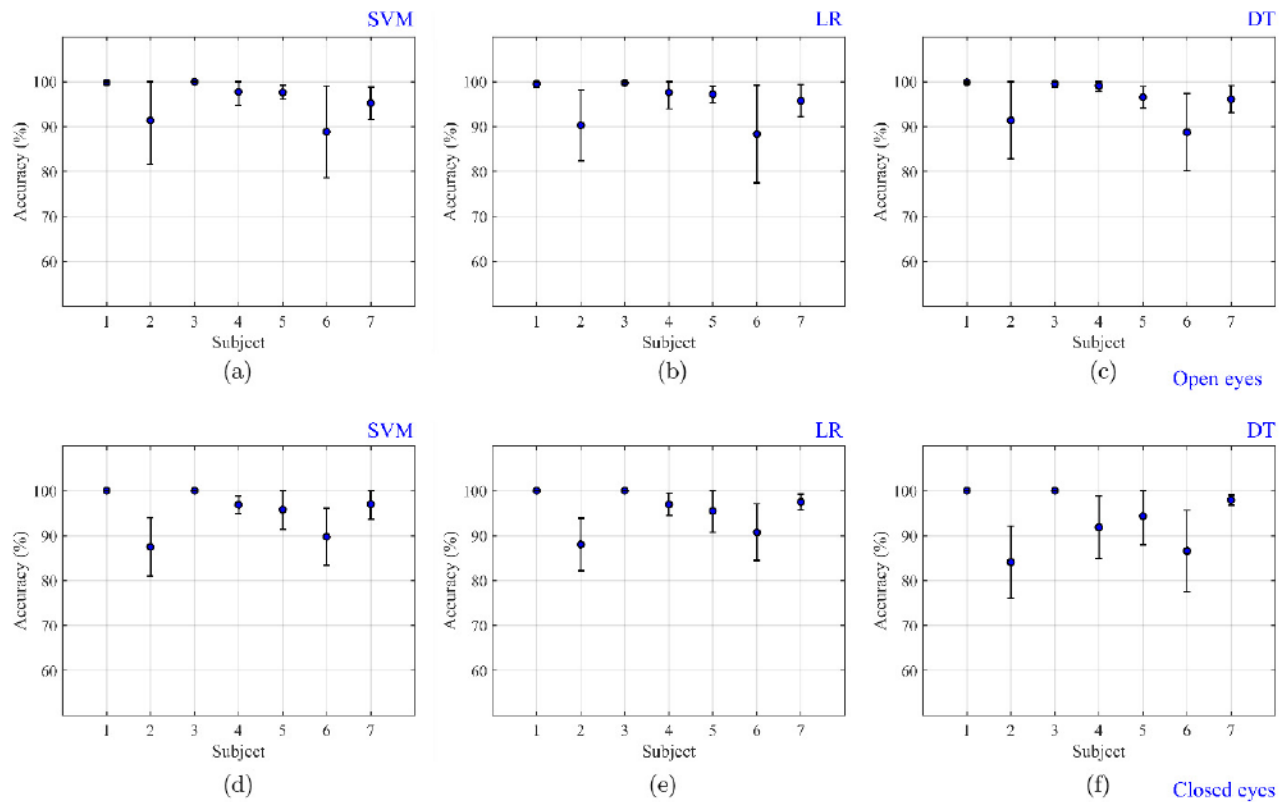 SVM
LR
DT
Accuracy (%)
100
90
80
70
60
1 2 3 4 5 6 7
Subject
(a)
Accuracy (%)
100
90
80
70
60
1 2 3 4 5 6 7
Subject
(b)
Accuracy (%)
100
90
80
70
60
1 2 3 4 5 6 7
Subject
(c)
Open eyes
SVM
LR
DT
Accuracy (%)
100
90
80
70
60
1 2 3 4 5 6 7
Subject
(d)
Accuracy (%)
100
90
80
70
60
1 2 3 4 5 6 7
Subject
(e)
Accuracy (%)
100
90
80
70
60
1 2 3 4 5 6 7
Subject
(f)
Closed eyes